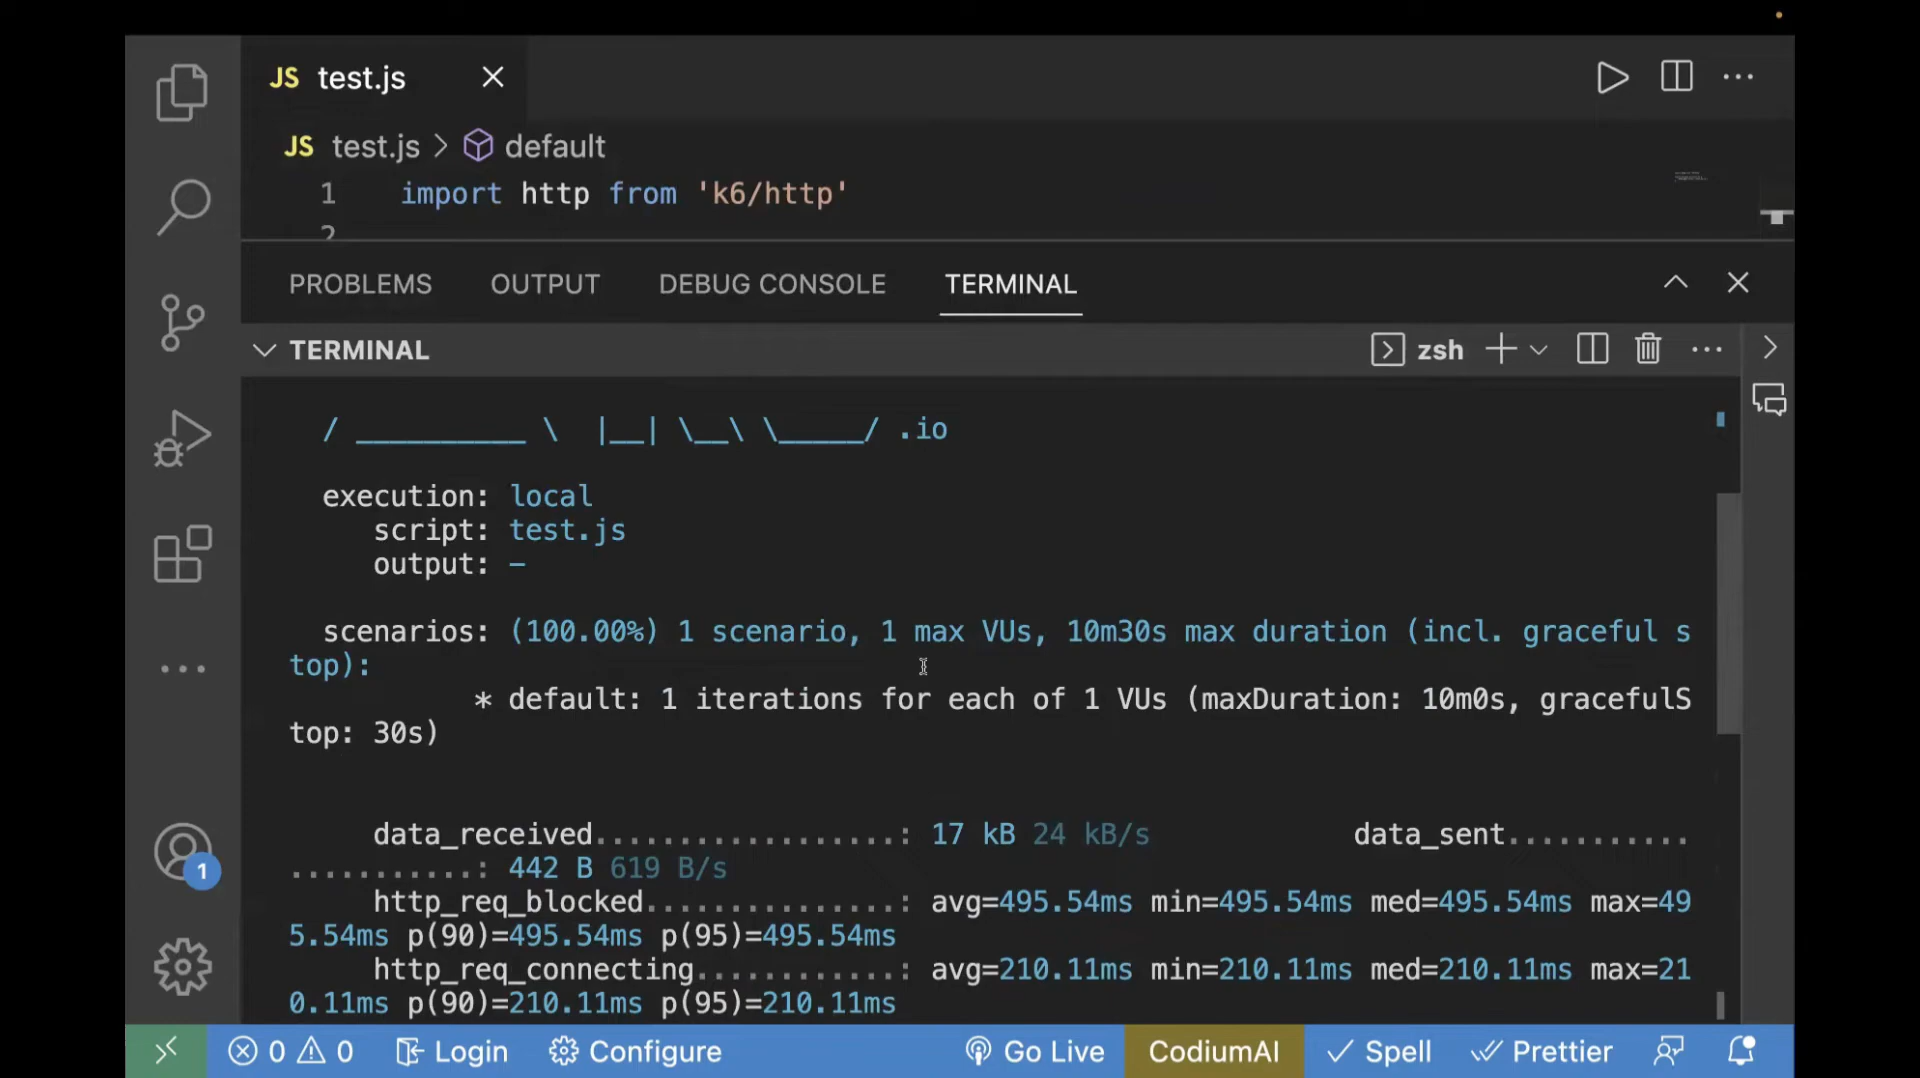 JS test.js
JS test.js > default
1 import http from 'k6/http'
2
PROBLEMS OUTPUT DEBUG CONSOLE TERMINAL
TERMINAL zsh
/ __________ \  |__| \__\ \_____/ .io
execution: local
script: test.js
output: -
scenarios: (100.00%) 1 scenario, 1 max VUs, 10m30s max duration (incl. graceful s
top):
* default: 1 iterations for each of 1 VUs (maxDuration: 10m0s, gracefulS
top: 30s)
data_received..................: 17 kB 24 kB/s data_sent...........
...........: 442 B 619 B/s
http_req_blocked...............: avg=495.54ms min=495.54ms med=495.54ms max=49
5.54ms p(90)=495.54ms p(95)=495.54ms
http_req_connecting............: avg=210.11ms min=210.11ms med=210.11ms max=21
0.11ms p(90)=210.11ms p(95)=210.11ms
1
0 0 Login Configure Go Live CodiumAI Spell Prettier